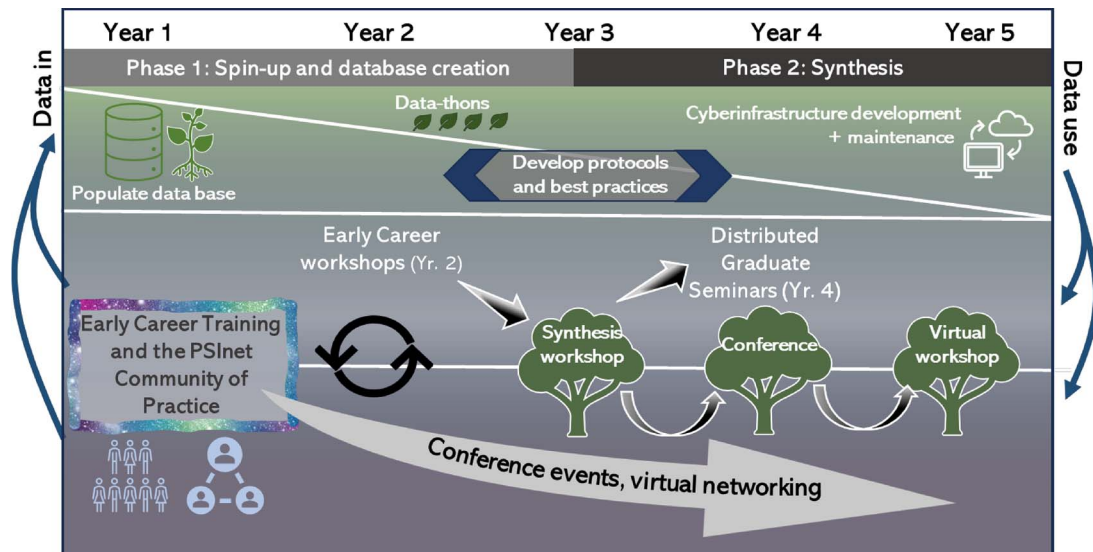 Year 1
Year 2
Year 3
Year 4
Year 5
Phase 1: Spin-up and database creation
Phase 2: Synthesis
Data in
Data use
Data-thons
Cyberinfrastructure development
+ maintenance
Develop protocols
and best practices
Populate data base
Early Career
workshops (Yr. 2)
Distributed
Graduate
Seminars (Yr. 4)
Early Career Training
and the PSInet
Community of
Practice
Synthesis
workshop
Conference
Virtual
workshop
Conference events, virtual networking